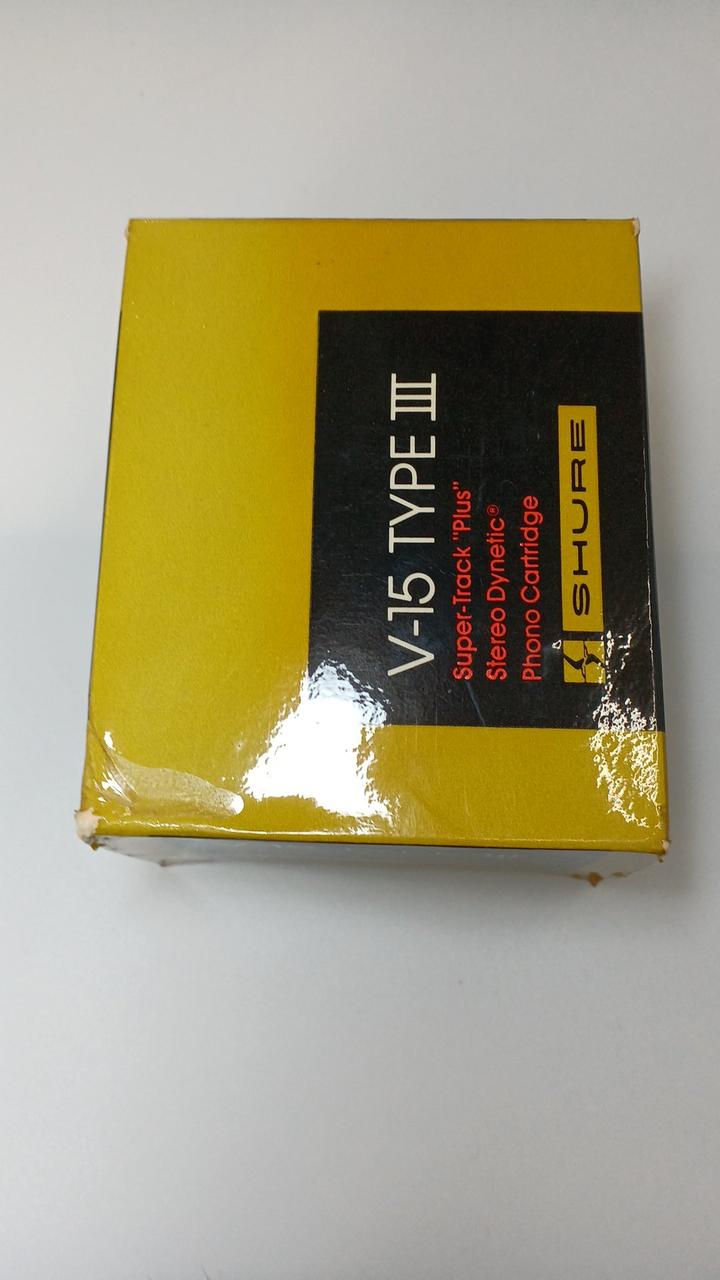 V-15 TYPE III
Super-Track "Plus"
Stereo Dynetic®
Phono Cartridge
SHURE